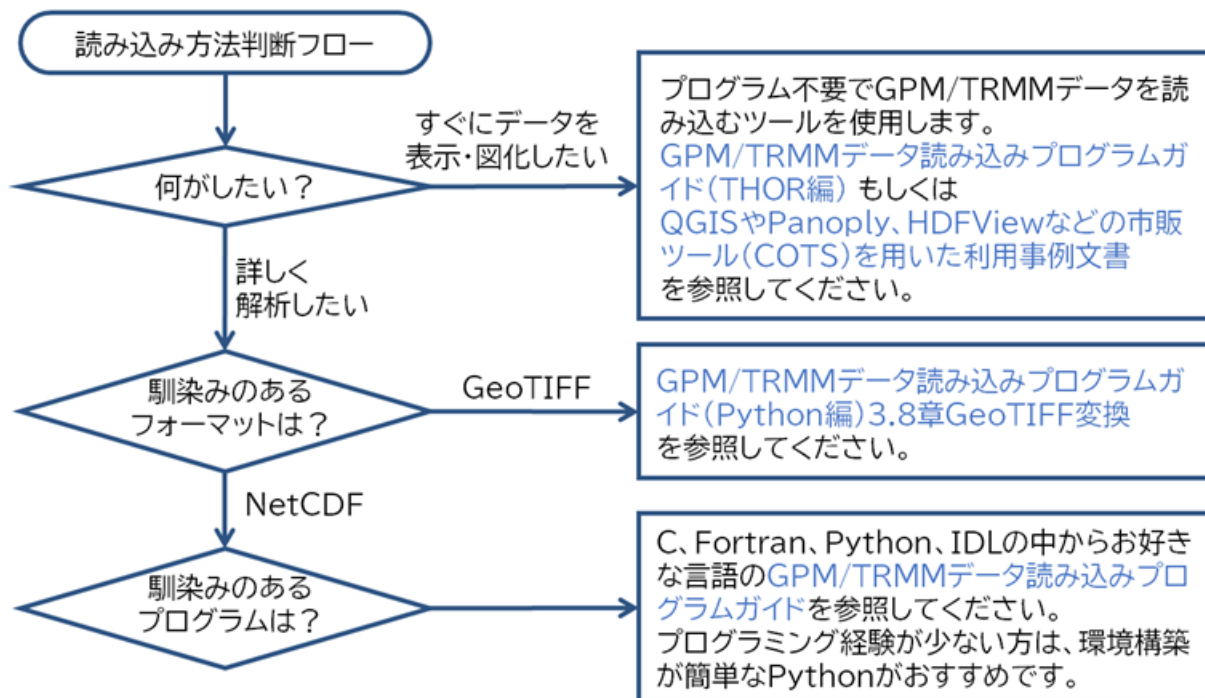 読み込み方法判断フロー
何がしたい？
すぐにデータを
表示・図化したい
プログラム不要でGPM/TRMMデータを読
み込むツールを使用します。
GPM/TRMMデータ読み込みプログラムガ
イド(THOR編) もしくは
QGISやPanoply、HDFViewなどの市販
ツール(COTS)を用いた利用事例文書
を参照してください。
詳しく
解析したい
馴染みのある
フォーマットは？
GeoTIFF
GPM/TRMMデータ読み込みプログラムガ
イド(Python編)3.8章GeoTIFF変換
を参照してください。
NetCDF
馴染みのある
プログラムは？
C、Fortran、Python、IDLの中からお好き
な言語のGPM/TRMMデータ読み込みプロ
グラムガイドを参照してください。
プログラミング経験が少ない方は、環境構築
が簡単なPythonがおすすめです。